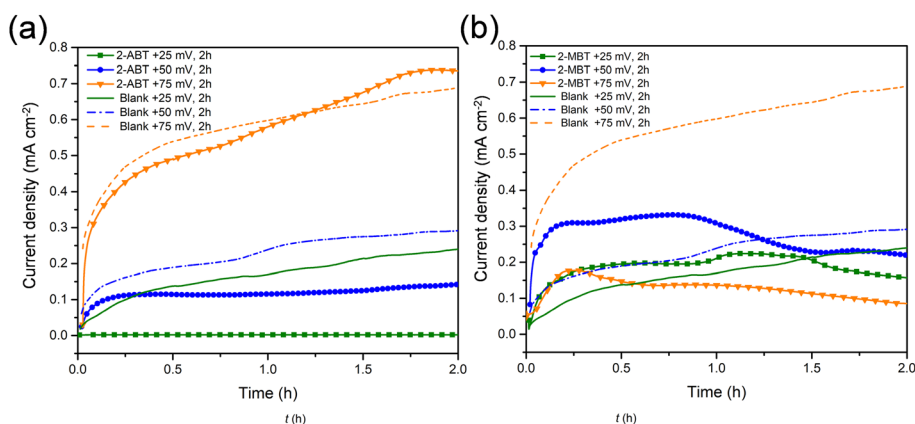 (a)
0.8
0.7
0.6
0.5
0.4
0.3
0.2
0.1
0.0
Current density (mA cm⁻²)
2-ABT +25 mV, 2h
2-ABT +50 mV, 2h
2-ABT +75 mV, 2h
Blank +25 mV, 2h
Blank +50 mV, 2h
Blank +75 mV, 2h
0.0 0.5 1.0 1.5 2.0
Time (h)
t (h)
(b)
0.8
0.7
0.6
0.5
0.4
0.3
0.2
0.1
0.0
Current density (mA cm⁻²)
2-MBT +25 mV, 2h
2-MBT +50 mV, 2h
2-MBT +75 mV, 2h
Blank +25 mV, 2h
Blank +50 mV, 2h
Blank +75 mV, 2h
0.0 0.5 1.0 1.5 2.0
Time (h)
t (h)